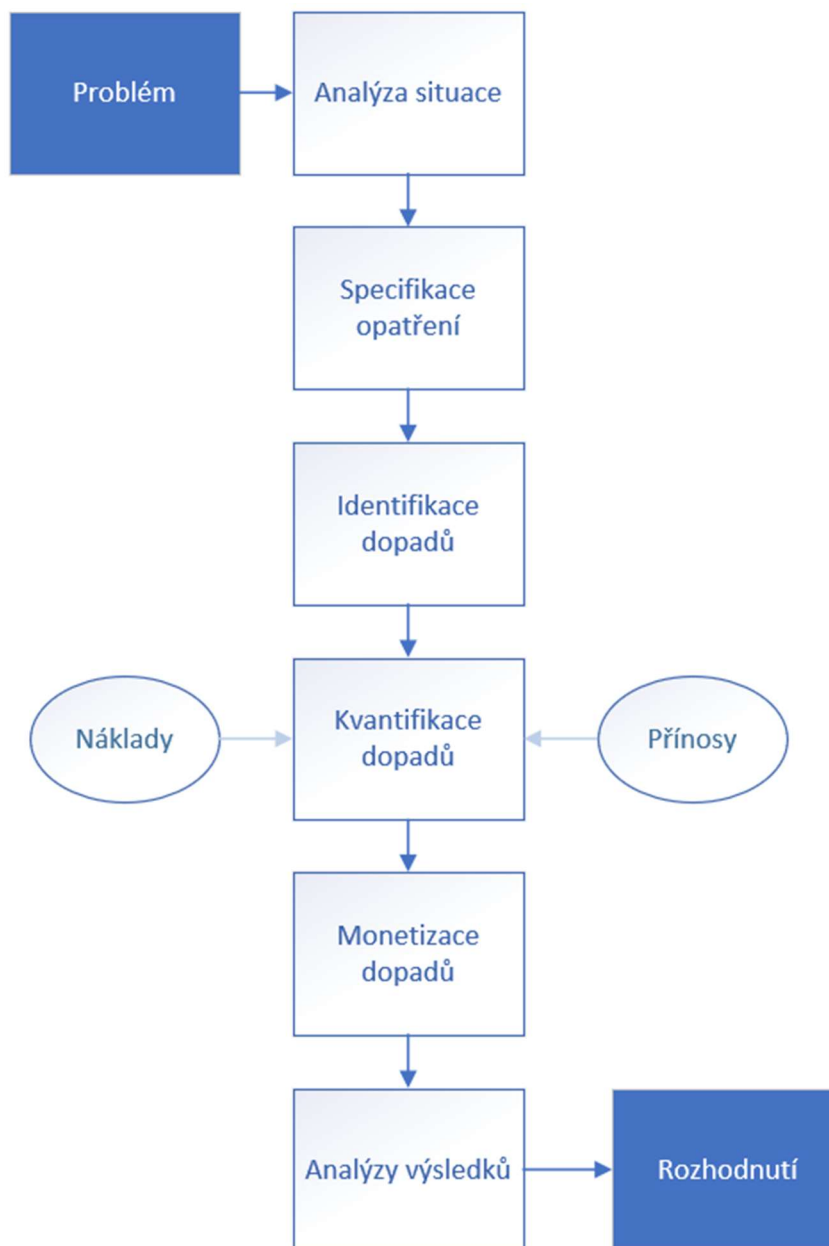 Problém
Analýza situace
Specifikace
opatření
Identifikace
dopadů
Náklady
Kvantifikace
dopadů
Přínosy
Monetizace
dopadů
Analýzy výsledků
Rozhodnutí